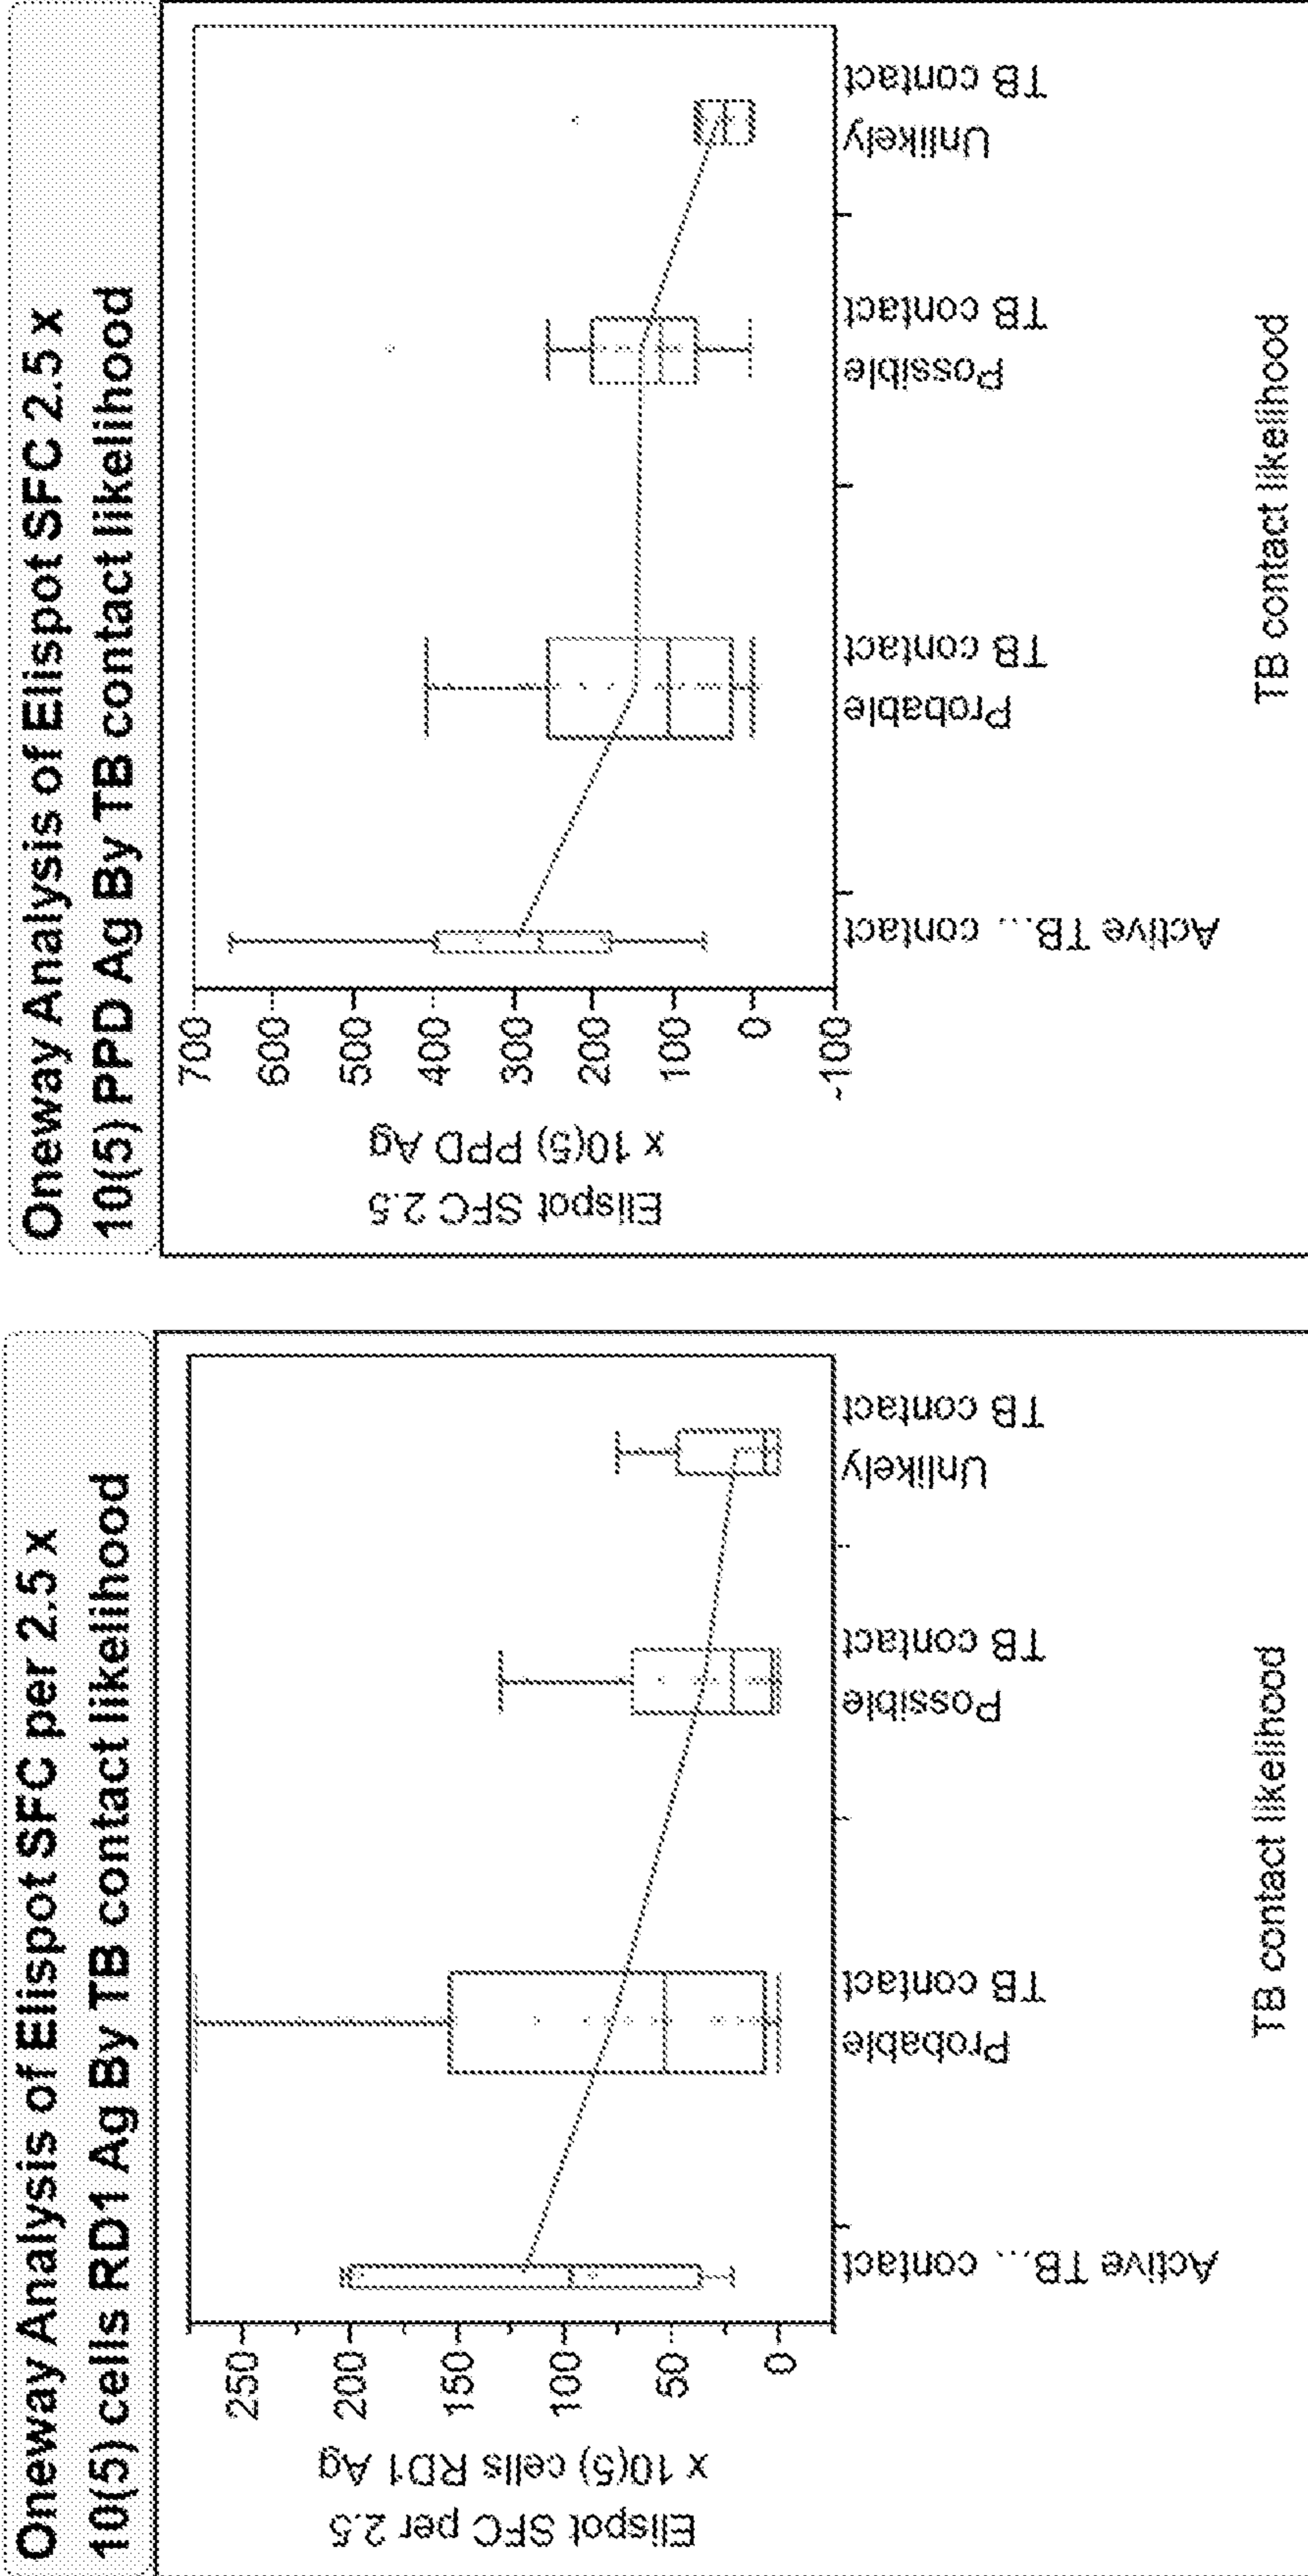 Oneway Analysis of Elispot SFC per 2.5 x
10(5) cells RD1 Ag By TB contact likelihood
Elispot SFC per 2.5
x 10(5) cells RD1 Ag
250
200
150
100
50
0
Active TB... contact
Probable
TB contact
Possible
TB contact
Unlikely
TB contact
TB contact likelihood
Oneway Analysis of Elispot SFC 2.5 x
10(5) PPD Ag By TB contact likelihood
Elispot SFC 2.5
x 10(5) PPD Ag
700
600
500
400
300
200
100
0
-100
Active TB... contact
Probable
TB contact
Possible
TB contact
Unlikely
TB contact
TB contact likelihood